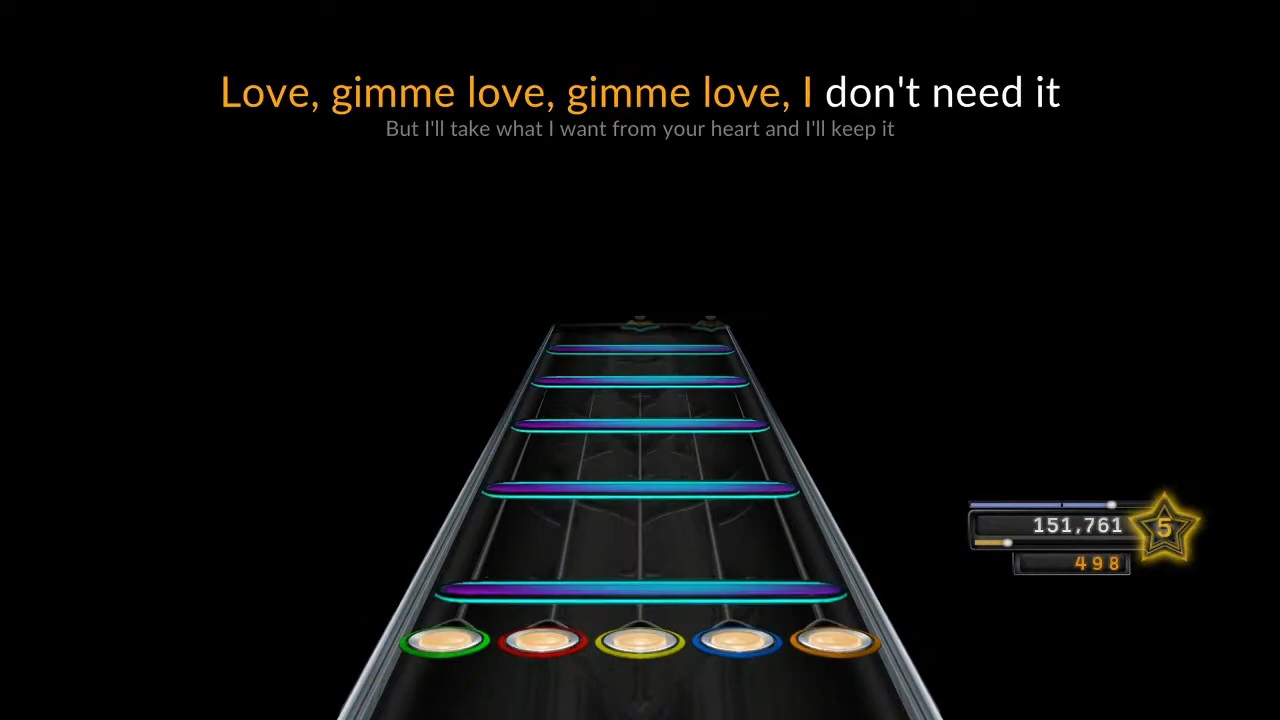 Love, gimme love, gimme love, I don't need it
But I'll take what I want from your heart and I'll keep it
151,761
5
498